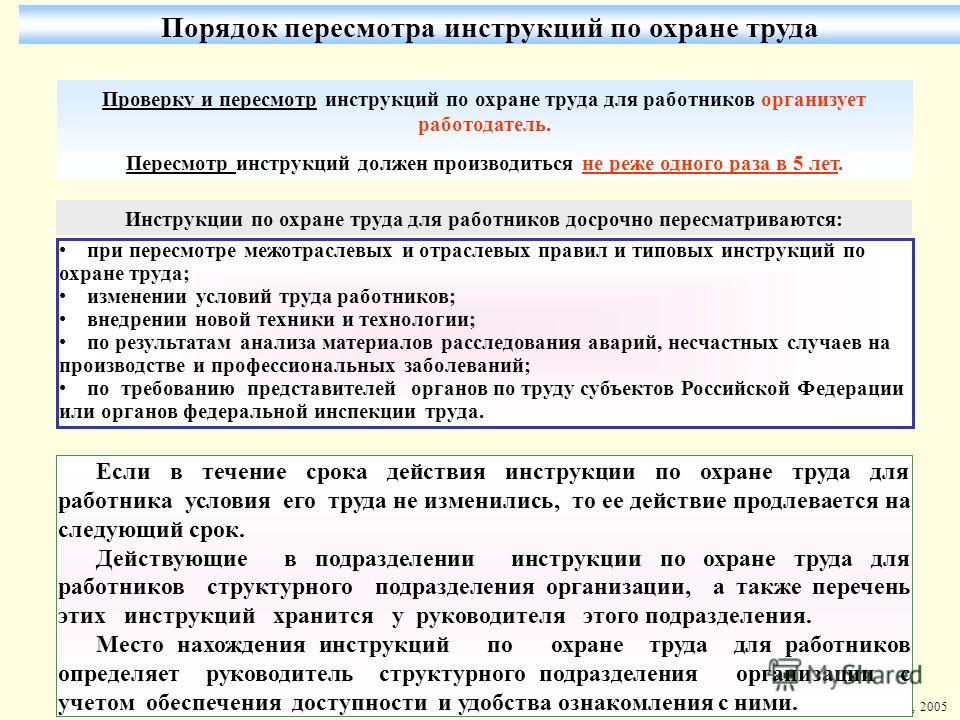 Порядок пересмотра инструкций по охране труда
Проверку и пересмотр инструкций по охране труда для работников организует
работодатель.
Пересмотр инструкций должен производиться не реже одного раза в 5 лет.
Инструкции по охране труда для работников досрочно пересматриваются:
• при пересмотре межотраслевых и отраслевых правил и типовых инструкций по
охране труда;
• изменении условий труда работников;
• внедрении новой техники и технологии;
• по результатам анализа материалов расследования аварий, несчастных случаев на
производстве и профессиональных заболеваний;
• по требованию представителей органов по труду субъектов Российской Федерации
или органов федеральной инспекции труда.
Если в течение срока действия инструкции по охране труда для
работника условия его труда не изменились, то ее действие продлевается на
следующий срок.
Действующие в подразделении инструкции по охране труда для
работников структурного подразделения организации, а также перечень
этих инструкций хранится у руководителя этого подразделения.
Место нахождения инструкций по охране труда для работников
определяет руководитель структурного подразделения организации с
учетом обеспечения доступности и удобства ознакомления с ними.
MyShared
, 2005